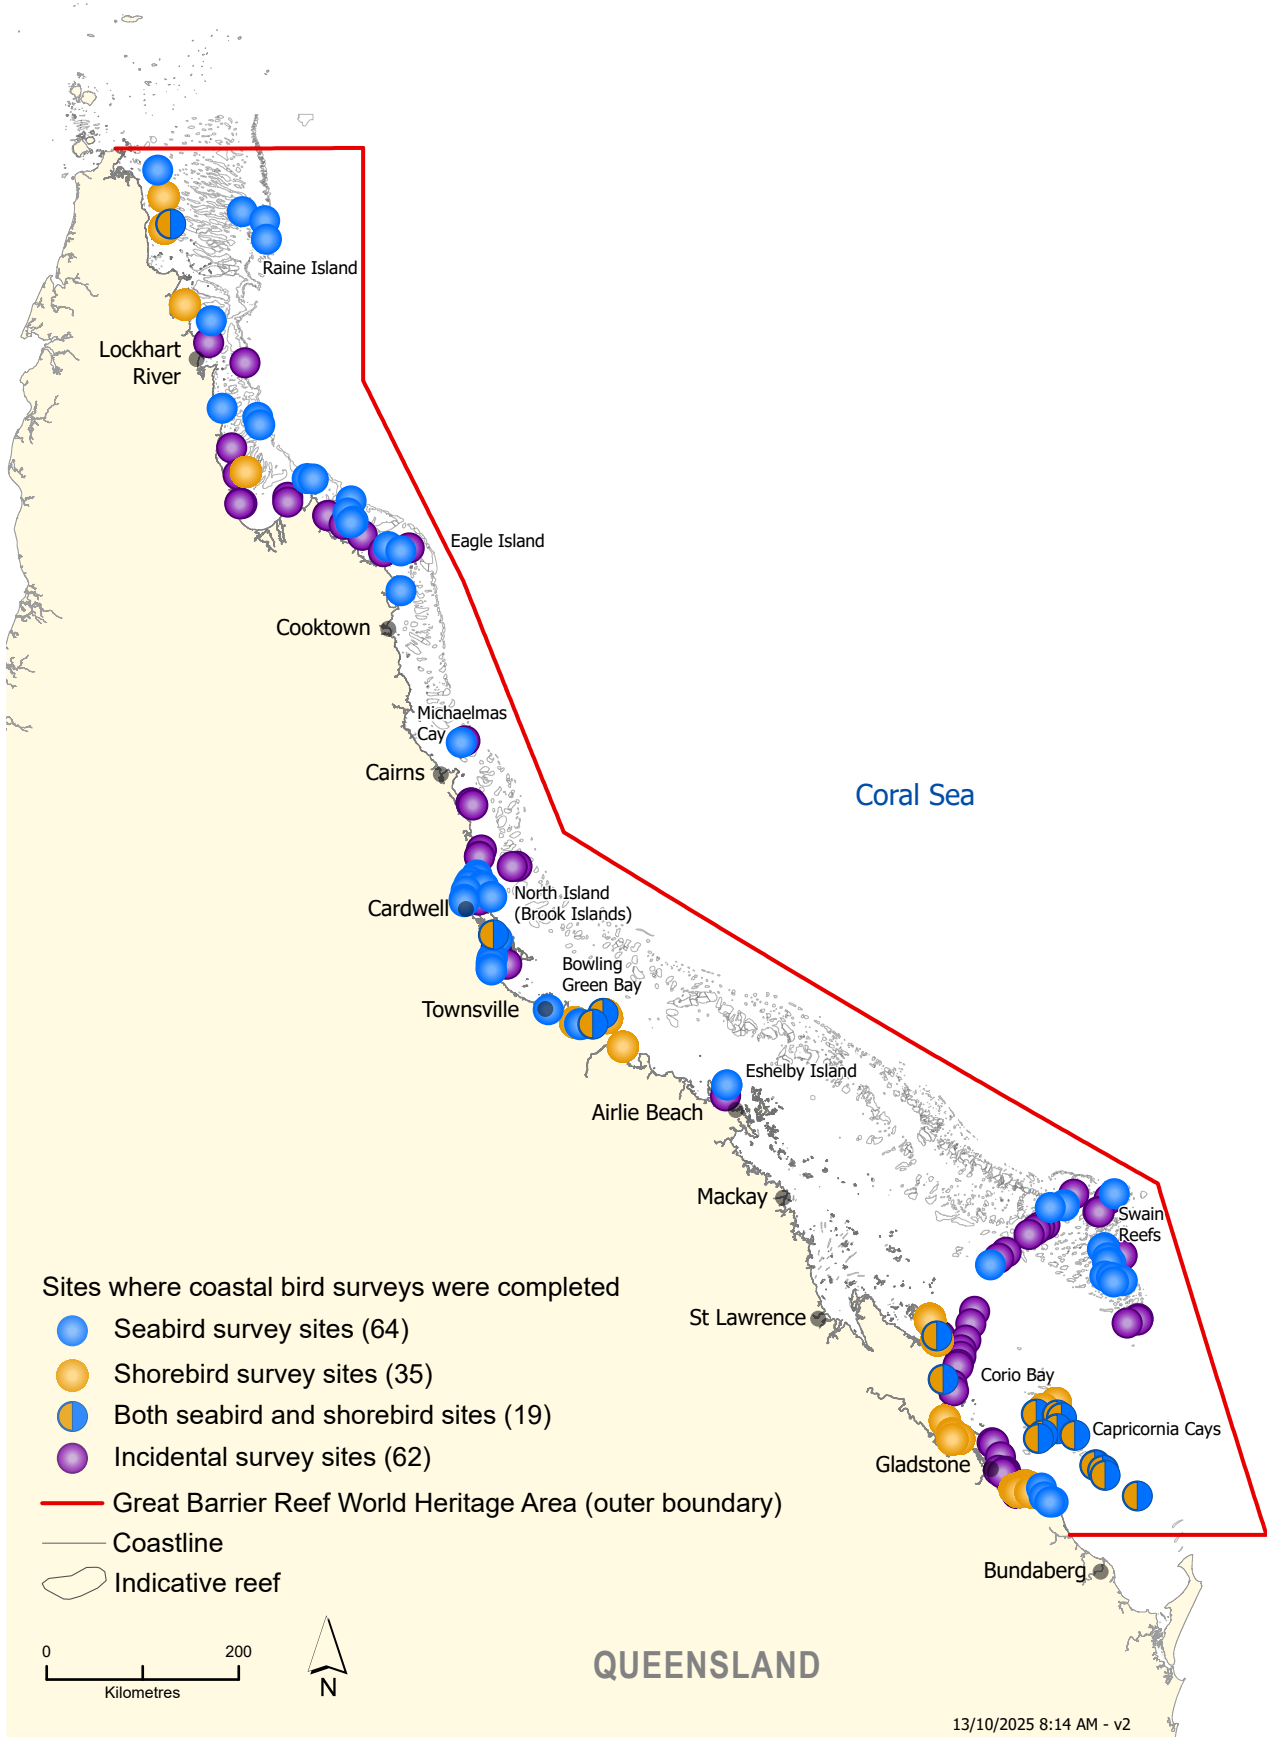 Raine Island
Lockhart
River
Eagle Island
Cooktown
Michaelmas
Cay
Cairns
Coral Sea
North Island
(Brook Islands)
Cardwell
Bowling
Green Bay
Townsville
Eshelby Island
Airlie Beach
Mackay
Swain
Reefs
St Lawrence
Corio Bay
Capricornia Cays
Gladstone
Bundaberg
Sites where coastal bird surveys were completed
Seabird survey sites (64)
Shorebird survey sites (35)
Both seabird and shorebird sites (19)
Incidental survey sites (62)
Great Barrier Reef World Heritage Area (outer boundary)
Coastline
Indicative reef
0 200
Kilometres
N
QUEENSLAND
13/10/2025 8:14 AM - v2